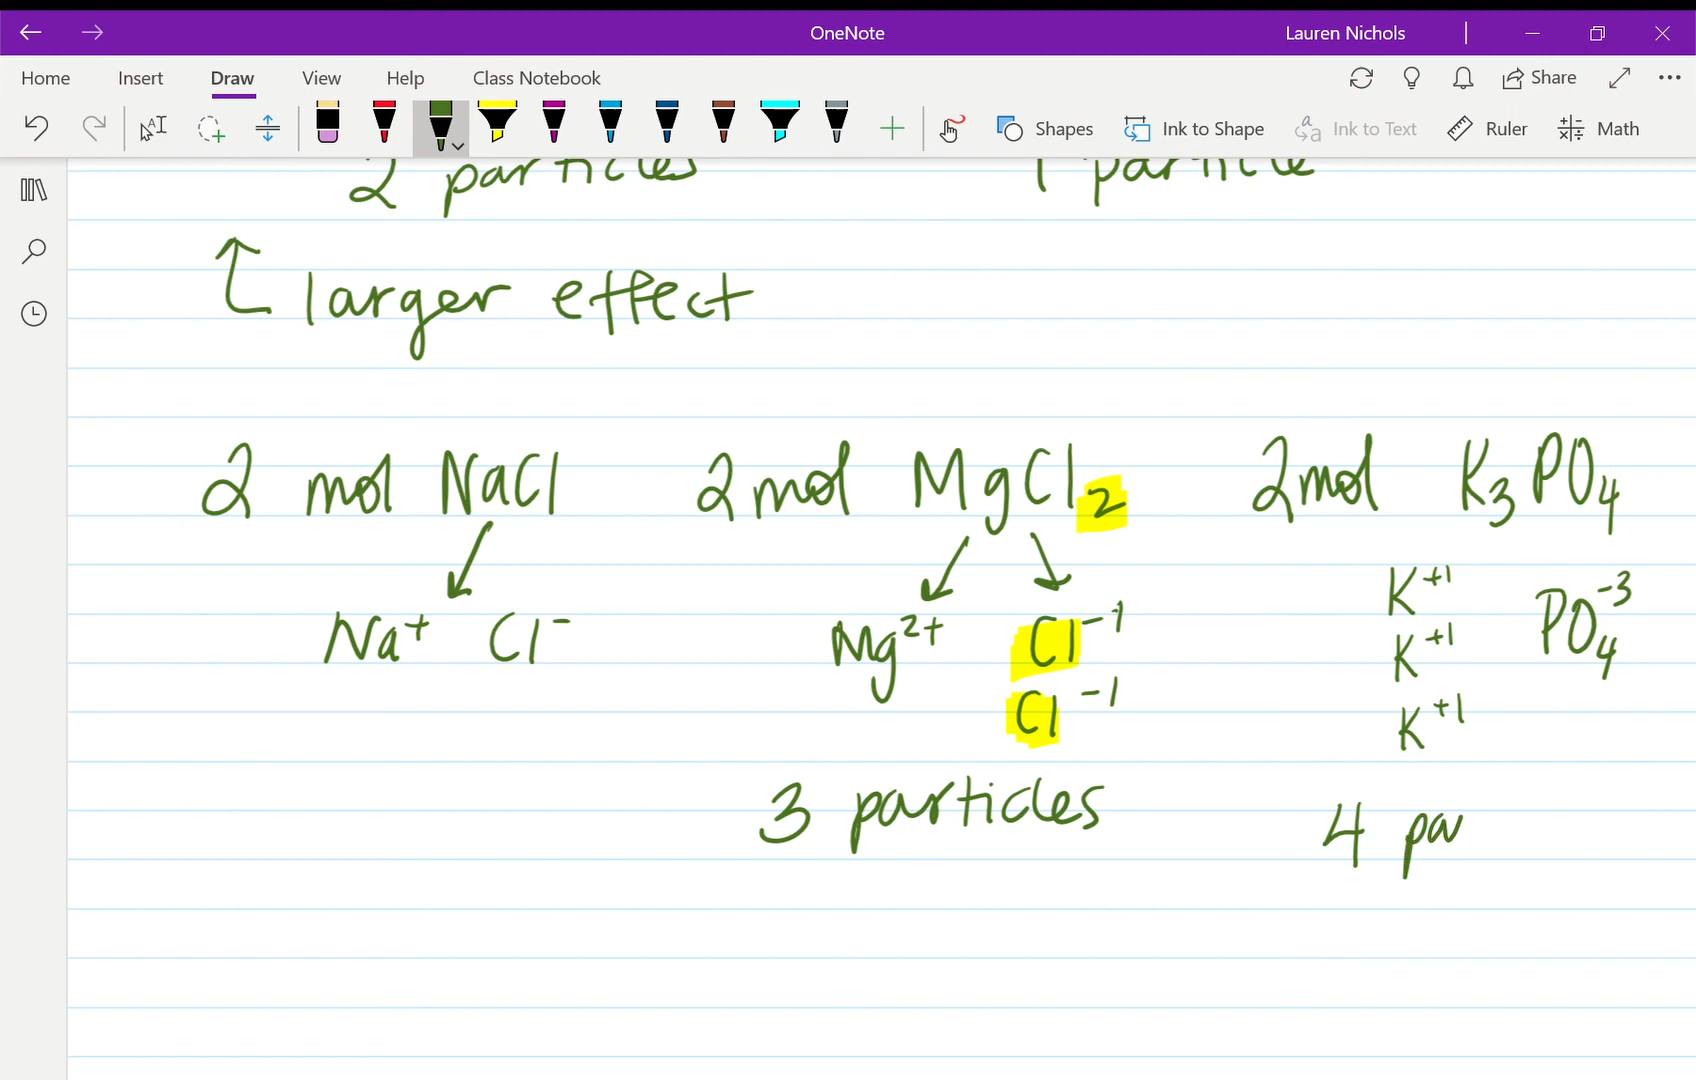 OneNote
Lauren Nichols
Home Insert Draw View Help Class Notebook Share
Shapes Ink to Shape Ink to Text Ruler Math
2 particles 1 particle
larger effect
2 mol NaCl 2 mol MgCl₂ 2 mol K₃PO₄
Na⁺ Cl⁻ Mg²⁺ Cl⁻¹ K⁺¹ PO₄⁻³
Cl⁻¹ K⁺¹
K⁺¹
3 particles 4 par